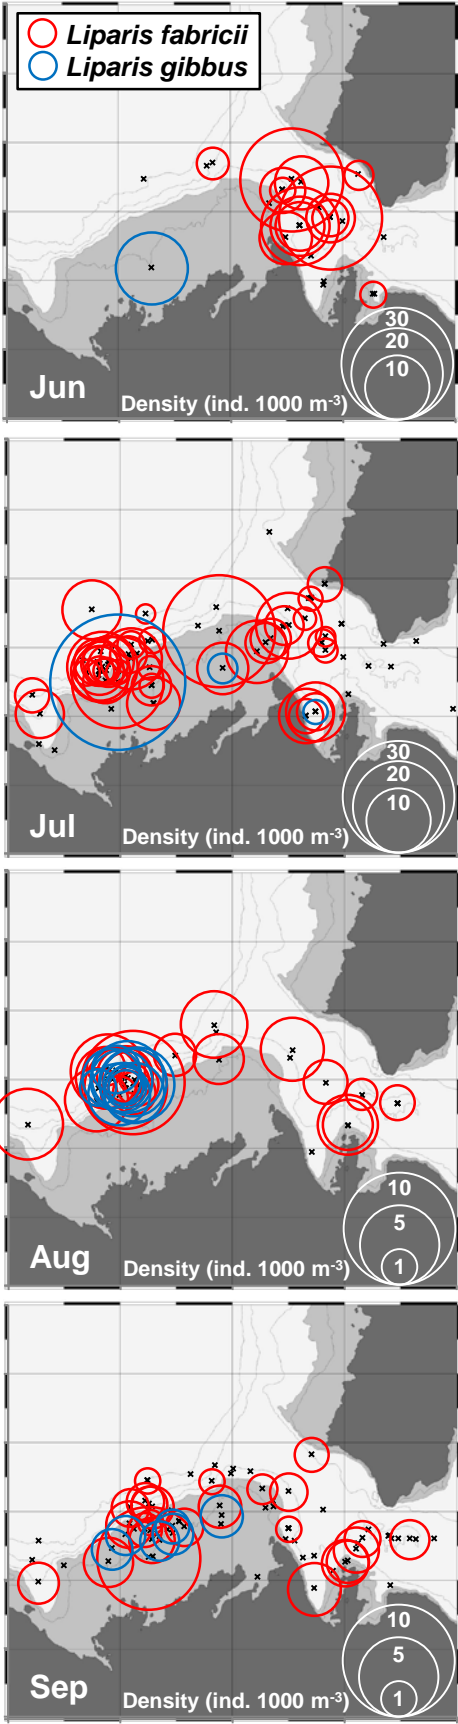 Liparis fabricii
Liparis gibbus
30
20
10
Jun
Density (ind. 1000 m-3)
30
20
10
Jul
Density (ind. 1000 m-3)
10
5
1
Aug
Density (ind. 1000 m-3)
10
5
1
Sep
Density (ind. 1000 m-3)